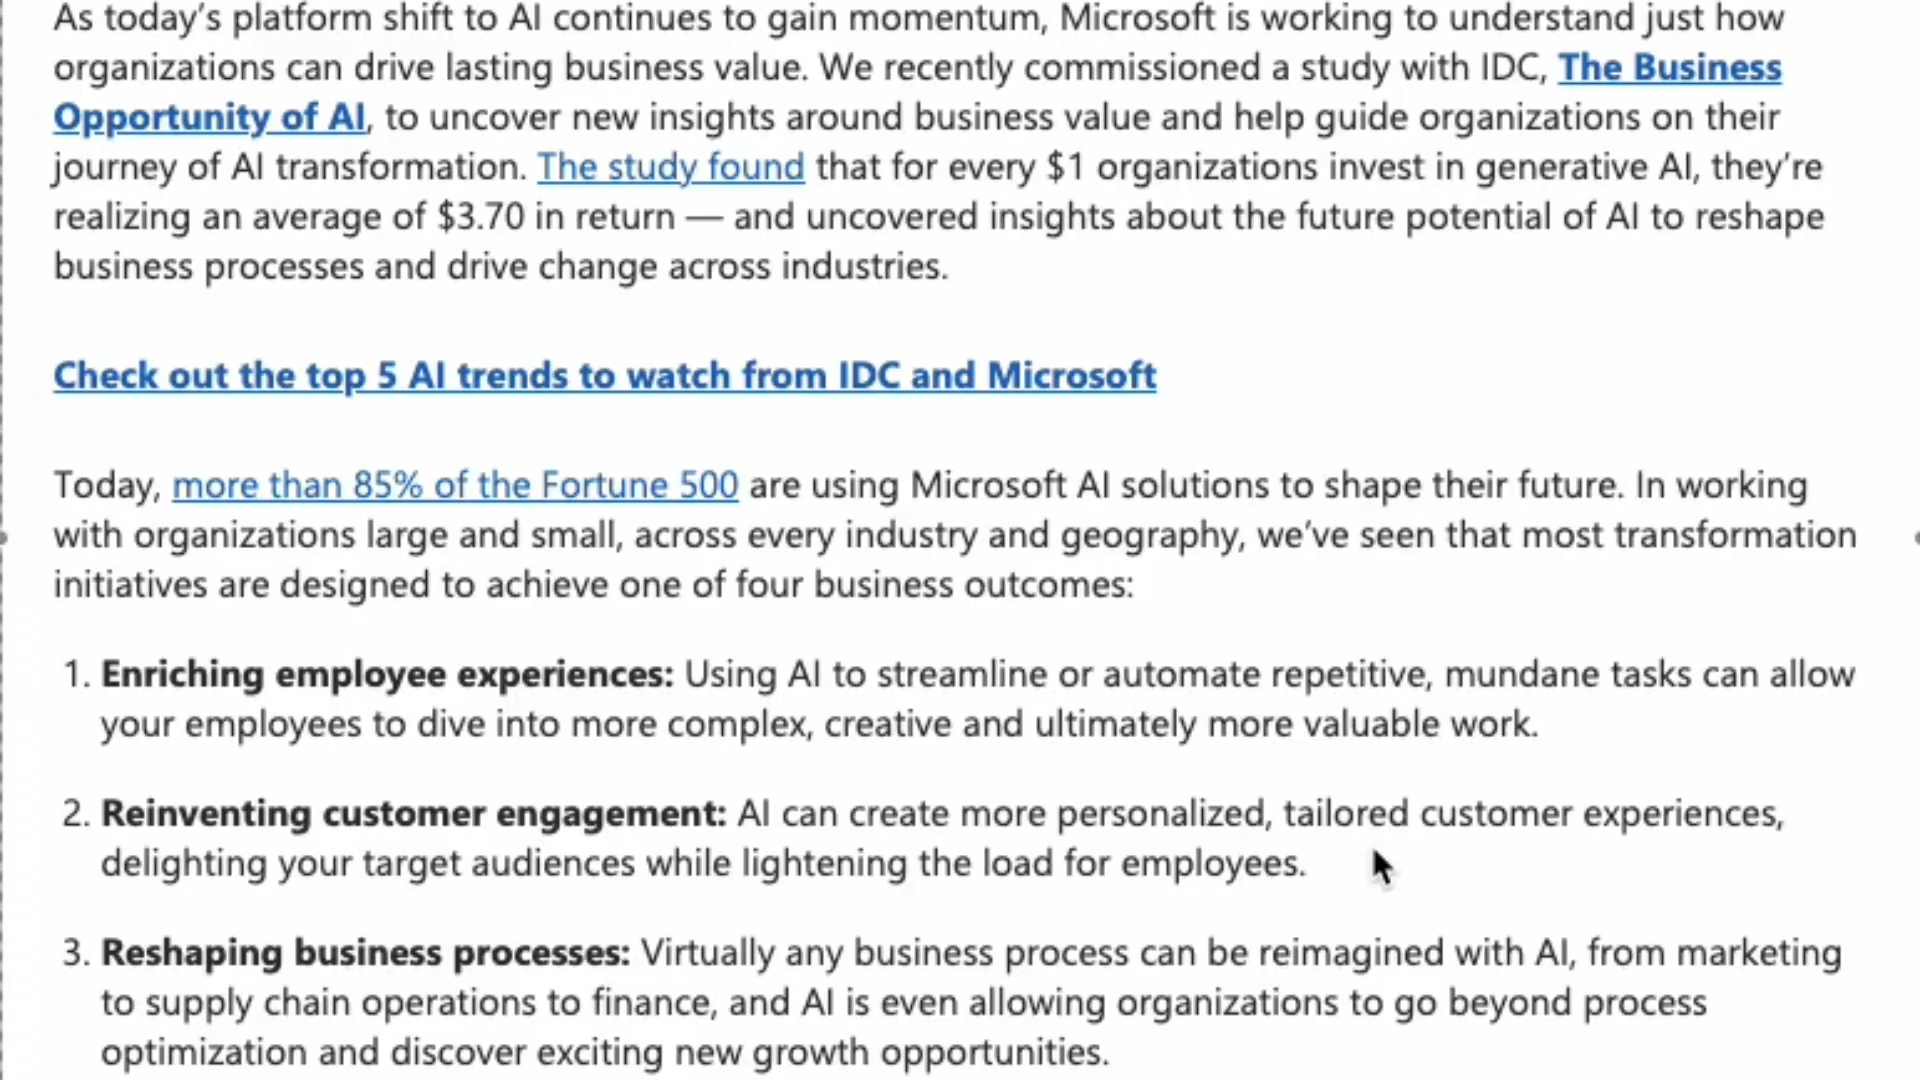 As today’s platform shift to AI continues to gain momentum, Microsoft is working to understand just how
organizations can drive lasting business value. We recently commissioned a study with IDC, The Business
Opportunity of AI, to uncover new insights around business value and help guide organizations on their
journey of AI transformation. The study found that for every $1 organizations invest in generative AI, they’re
realizing an average of $3.70 in return — and uncovered insights about the future potential of AI to reshape
business processes and drive change across industries.
Check out the top 5 AI trends to watch from IDC and Microsoft
Today, more than 85% of the Fortune 500 are using Microsoft AI solutions to shape their future. In working
with organizations large and small, across every industry and geography, we’ve seen that most transformation
initiatives are designed to achieve one of four business outcomes:
1. Enriching employee experiences: Using AI to streamline or automate repetitive, mundane tasks can allow
your employees to dive into more complex, creative and ultimately more valuable work.
2. Reinventing customer engagement: AI can create more personalized, tailored customer experiences,
delighting your target audiences while lightening the load for employees.
3. Reshaping business processes: Virtually any business process can be reimagined with AI, from marketing
to supply chain operations to finance, and AI is even allowing organizations to go beyond process
optimization and discover exciting new growth opportunities.